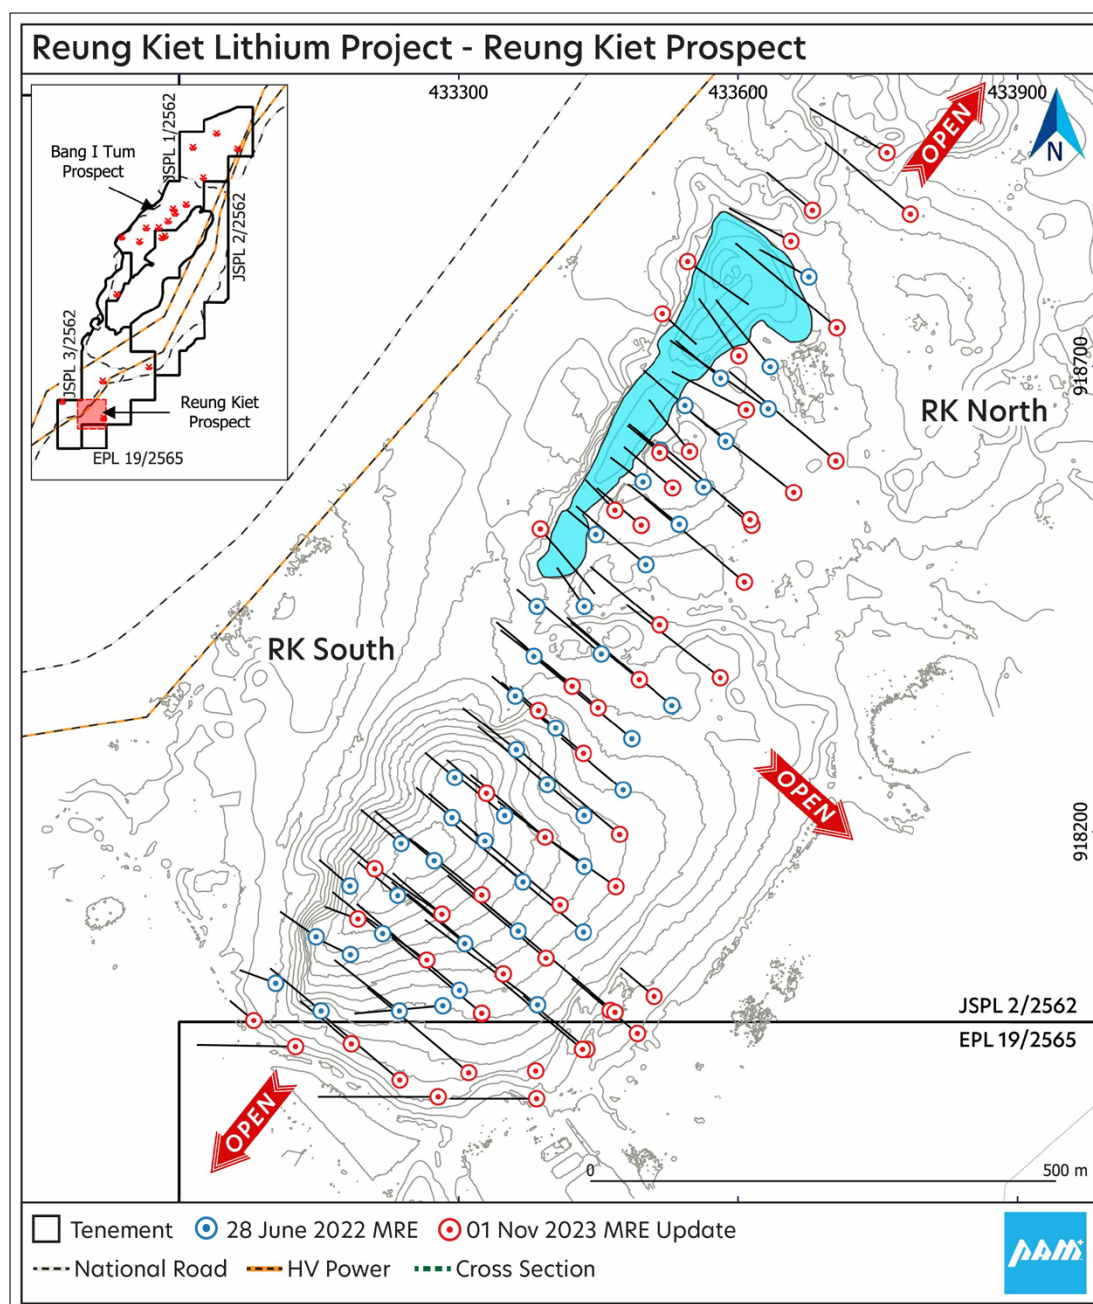 Reung Kiet Lithium Project - Reung Kiet Prospect
433300
433600
433900
OPEN
N
JSPL 1/2562
Bang I Tum
Prospect
JSPL 2/2562
JSPL 3/2562
Reung Kiet
Prospect
EPL 19/2565
918700
RK North
RK South
OPEN
918200
JSPL 2/2562
EPL 19/2565
OPEN
0
500 m
Tenement
28 June 2022 MRE
01 Nov 2023 MRE Update
National Road
HV Power
Cross Section
PAM+